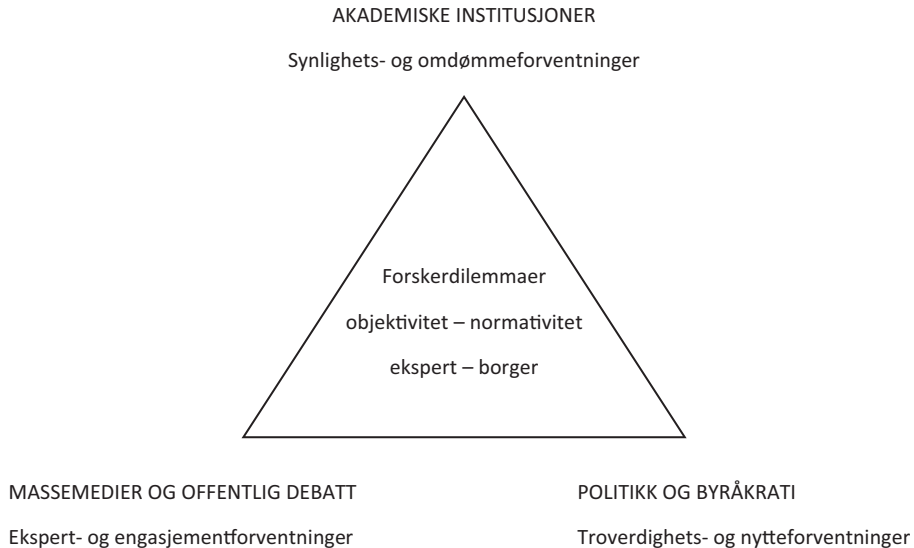 AKADEMISKE INSTITUSJONER
Synlighets- og omdømmeforventninger
Forskerdilemmaer
objektivitet – normativitet
ekspert – borger
MASSEMEDIER OG OFFENTLIG DEBATT
Ekspert- og engasjementforventninger
POLITIKK OG BYRÅKRATI
Troverdighets- og nytteforventninger